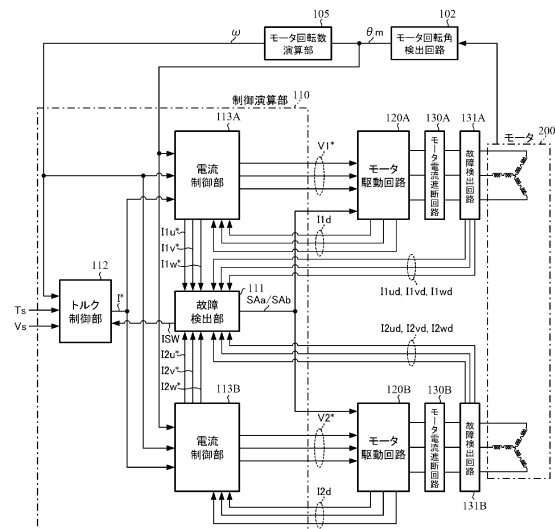 105
102
ω
モータ回転数
演算部
θm
モータ回転角
検出回路
制御演算部
110
113A
120A
130A
131A
モータ
200
電流
制御部
V1*
モータ
駆動回路
モータ電流遮断回路
故障検出回路
I1d
I1u*
I1v*
I1w*
112
111
I1ud, I1vd, I1wd
トルク
制御部
I*
故障
検出部
SAa/SAb
Ts
Vs
ISW
I2ud, I2vd, I2wd
I2u*
I2v*
I2w*
113B
120B
130B
電流
制御部
V2*
モータ
駆動回路
モータ電流遮断回路
故障検出回路
I2d
131B